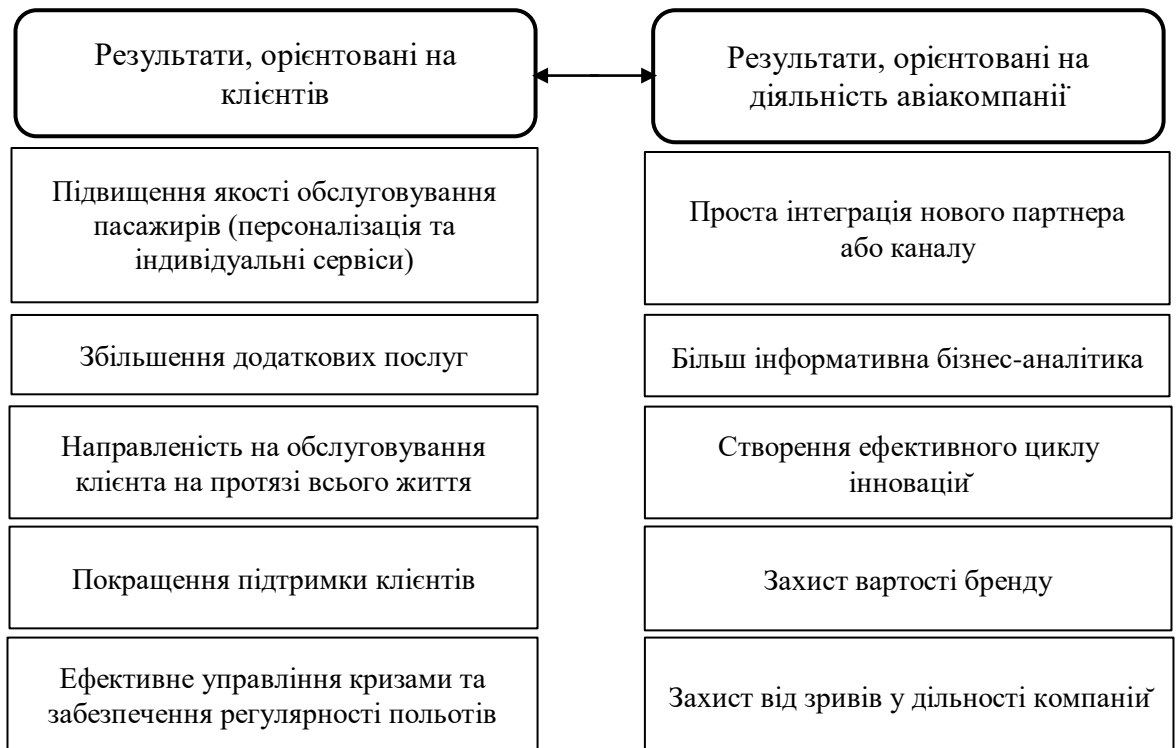 Результати, орієнтовані на
клієнтів
Результати, орієнтовані на
діяльність авіакомпанії
Підвищення якості обслуговування
пасажирів (персоналізація та
індивідуальні сервіси)
Проста інтеграція нового партнера
або каналу
Збільшення додаткових послуг
Більш інформативна бізнес-аналітика
Направленість на обслуговування
клієнта на протязі всього життя
Створення ефективного циклу
інновацій
Покращення підтримки клієнтів
Захист вартості бренду
Ефективне управління кризами та
забезпечення регулярності польотів
Захист від зривів у дільності компаній